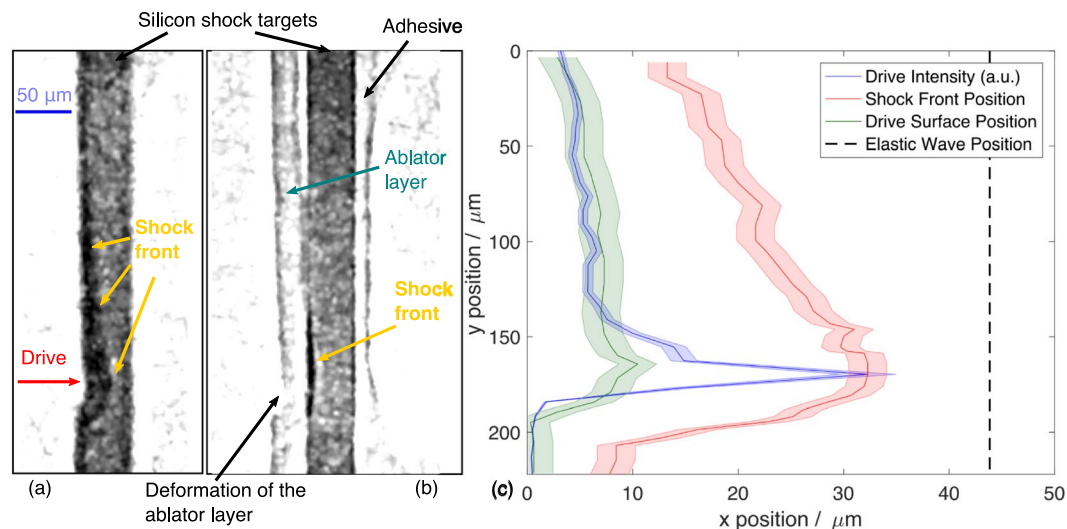 Silicon shock targets
Adhesive
50 μm
Ablator
layer
Shock
front
Shock
front
Drive
(a)
Deformation of the
ablator layer
(b)
Drive Intensity (a.u.)
Shock Front Position
Drive Surface Position
Elastic Wave Position
y position / μm
0
50
100
150
200
(c)
0
10
20
30
40
50
x position / μm